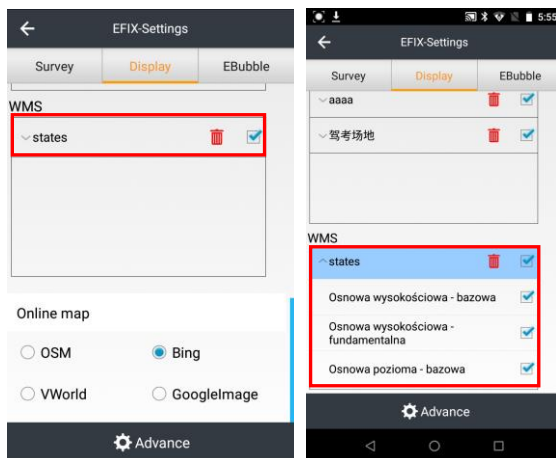 EFIX-Settings
Survey
Display
EBubble
WMS
states
Online map
OSM
Bing
VWorld
GoogleImage
Advance
5:55
EFIX-Settings
Survey
Display
EBubble
aaaa
驾考场地
WMS
states
Osnowa wysokościowa - bazowa
Osnowa wysokościowa -
fundamentalna
Osnowa pozioma - bazowa
Advance